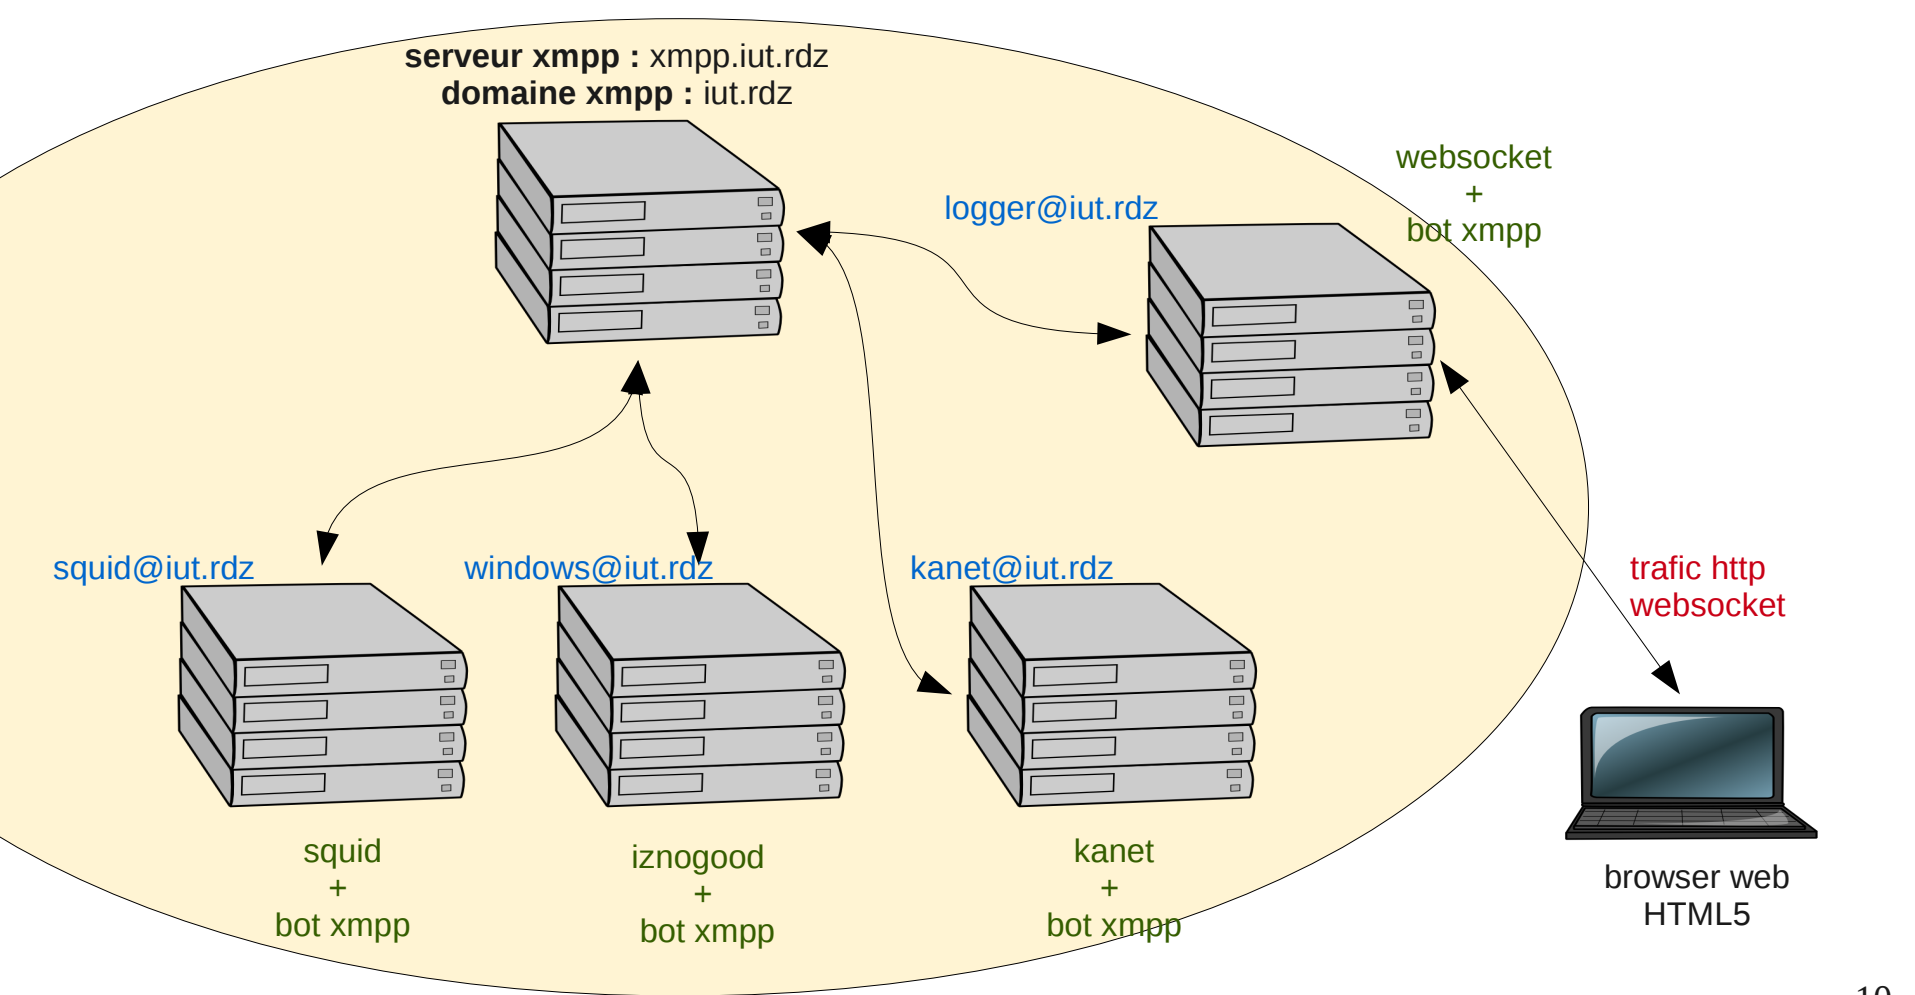 serveur xmpp : xmpp.iut.rdz
domaine xmpp : iut.rdz
websocket
+
bot xmpp
logger@iut.rdz
squid@iut.rdz
windows@iut.rdz
kanet@iut.rdz
trafic http
websocket
squid
+
bot xmpp
iznogood
+
bot xmpp
kanet
+
bot xmpp
browser web
HTML5